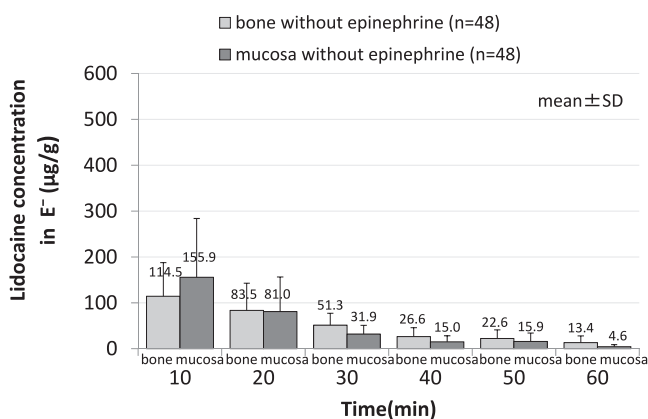 bone without epinephrine (n=48)
mucosa without epinephrine (n=48)
mean±SD
Lidocaine concentration
in E⁻ (µg/g)
600
500
400
300
200
100
0
114.5 155.9 83.5 81.0 51.3 31.9 26.6 15.0 22.6 15.9 13.4 4.6
bone mucosa bone mucosa bone mucosa bone mucosa bone mucosa bone mucosa
10 20 30 40 50 60
Time(min)